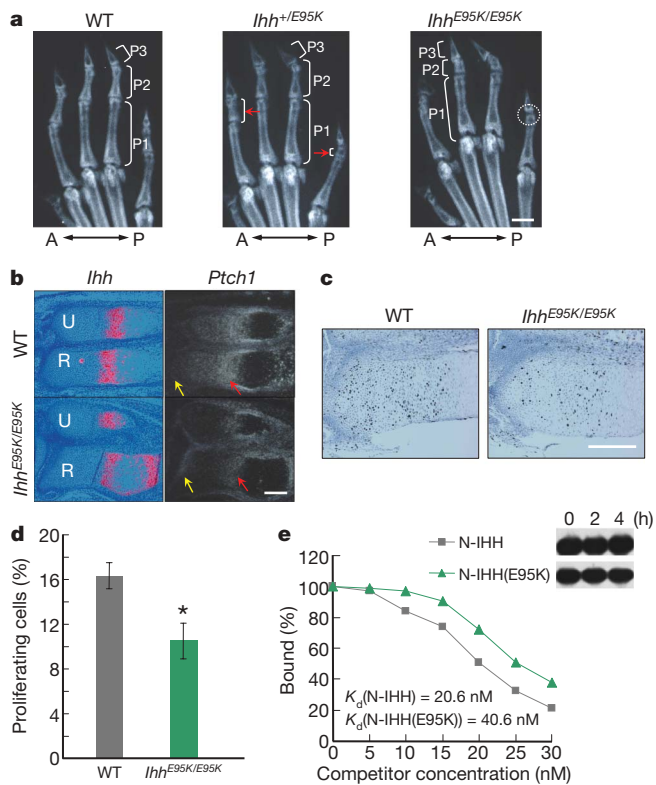 a
WT
Ihh+/E95K
IhhE95K/E95K
P3
P2
P1
P3
P2
P1
P3
P2
P1
A P
A P
A P
b
Ihh
Ptch1
WT
U
R
IhhE95K/E95K
U
R
c
WT
IhhE95K/E95K
d
Proliferating cells (%)
20
16
12
8
4
0
*
WT
IhhE95K/E95K
e
N-IHH
N-IHH(E95K)
0 2 4 (h)
Bound (%)
120
100
80
60
40
20
0
Kd(N-IHH) = 20.6 nM
Kd(N-IHH(E95K)) = 40.6 nM
0 5 10 15 20 25 30
Competitor concentration (nM)